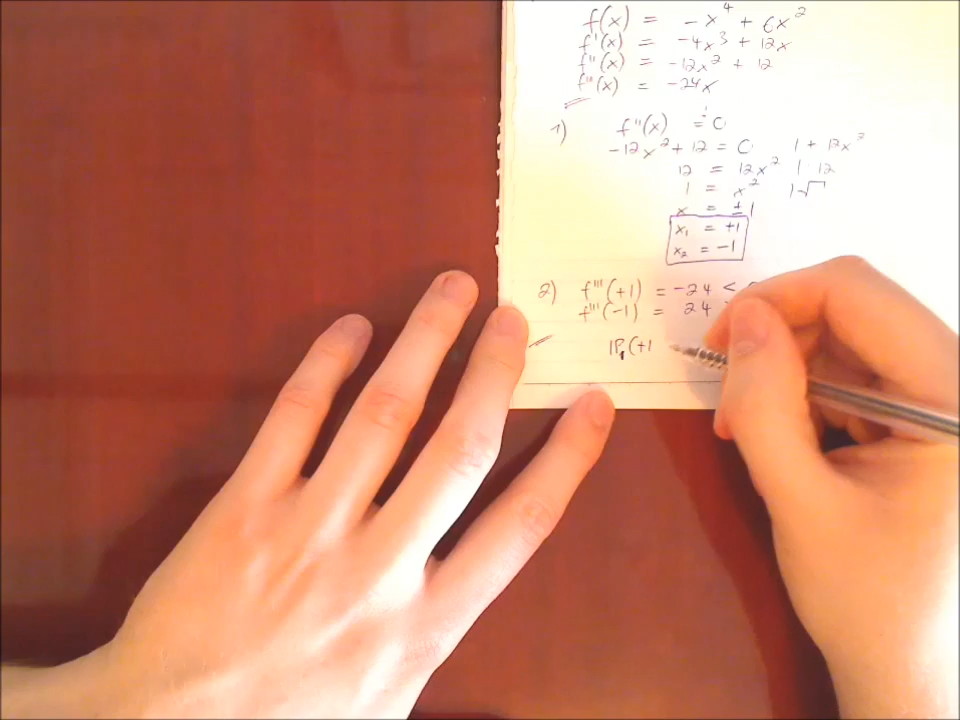 f(x) = -x⁴ + 6x²
f'(x) = -4x³ + 12x
f''(x) = -12x² + 12
f'''(x) = -24x
1) f''(x) = 0
-12x² + 12 = 0 | + 12x²
12 = 12x² | : 12
1 = x² | √
x = ±1
x₁ = +1
x₂ = -1
2) f'''(+1) = -24 <
f'''(-1) = 24
IP₁(+1